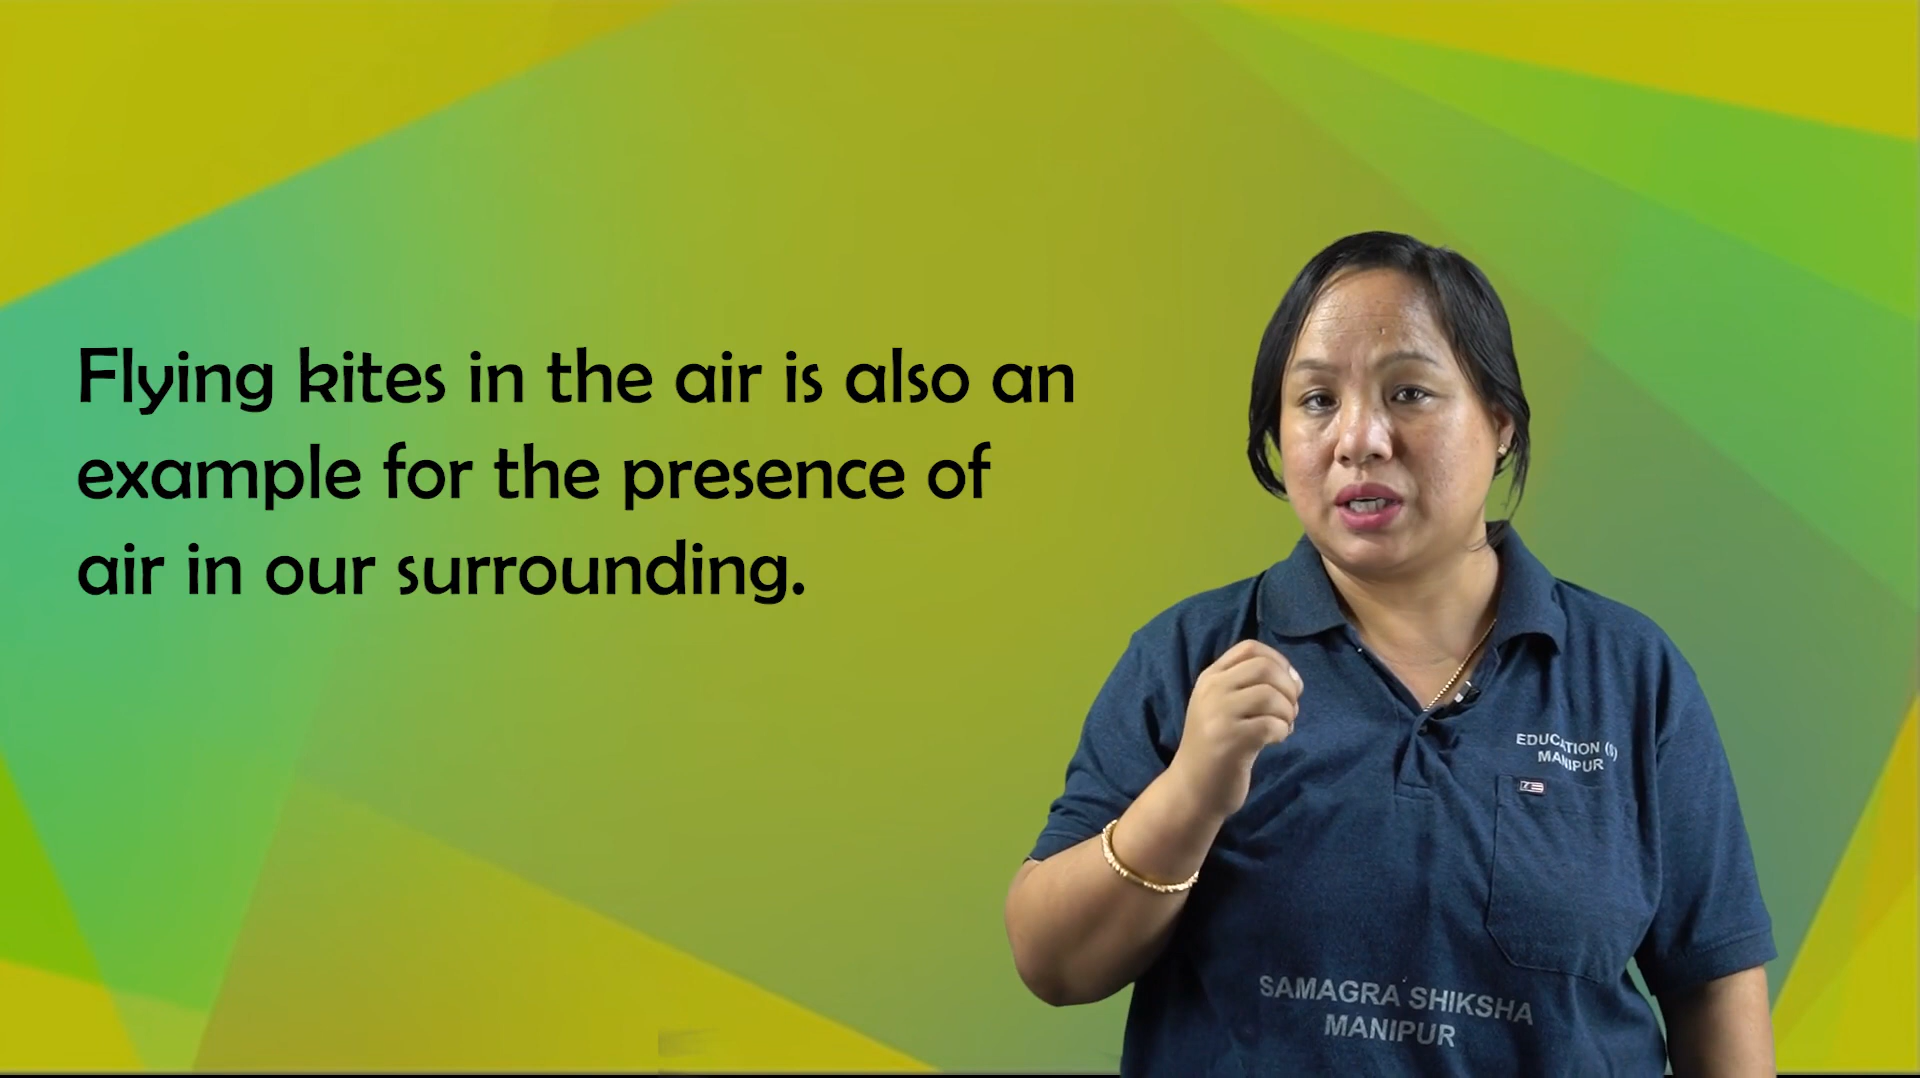 Flying kites in the air is also an
example for the presence of
air in our surrounding.
EDUCATION (S)
MANIPUR
SAMAGRA SHIKSHA
MANIPUR